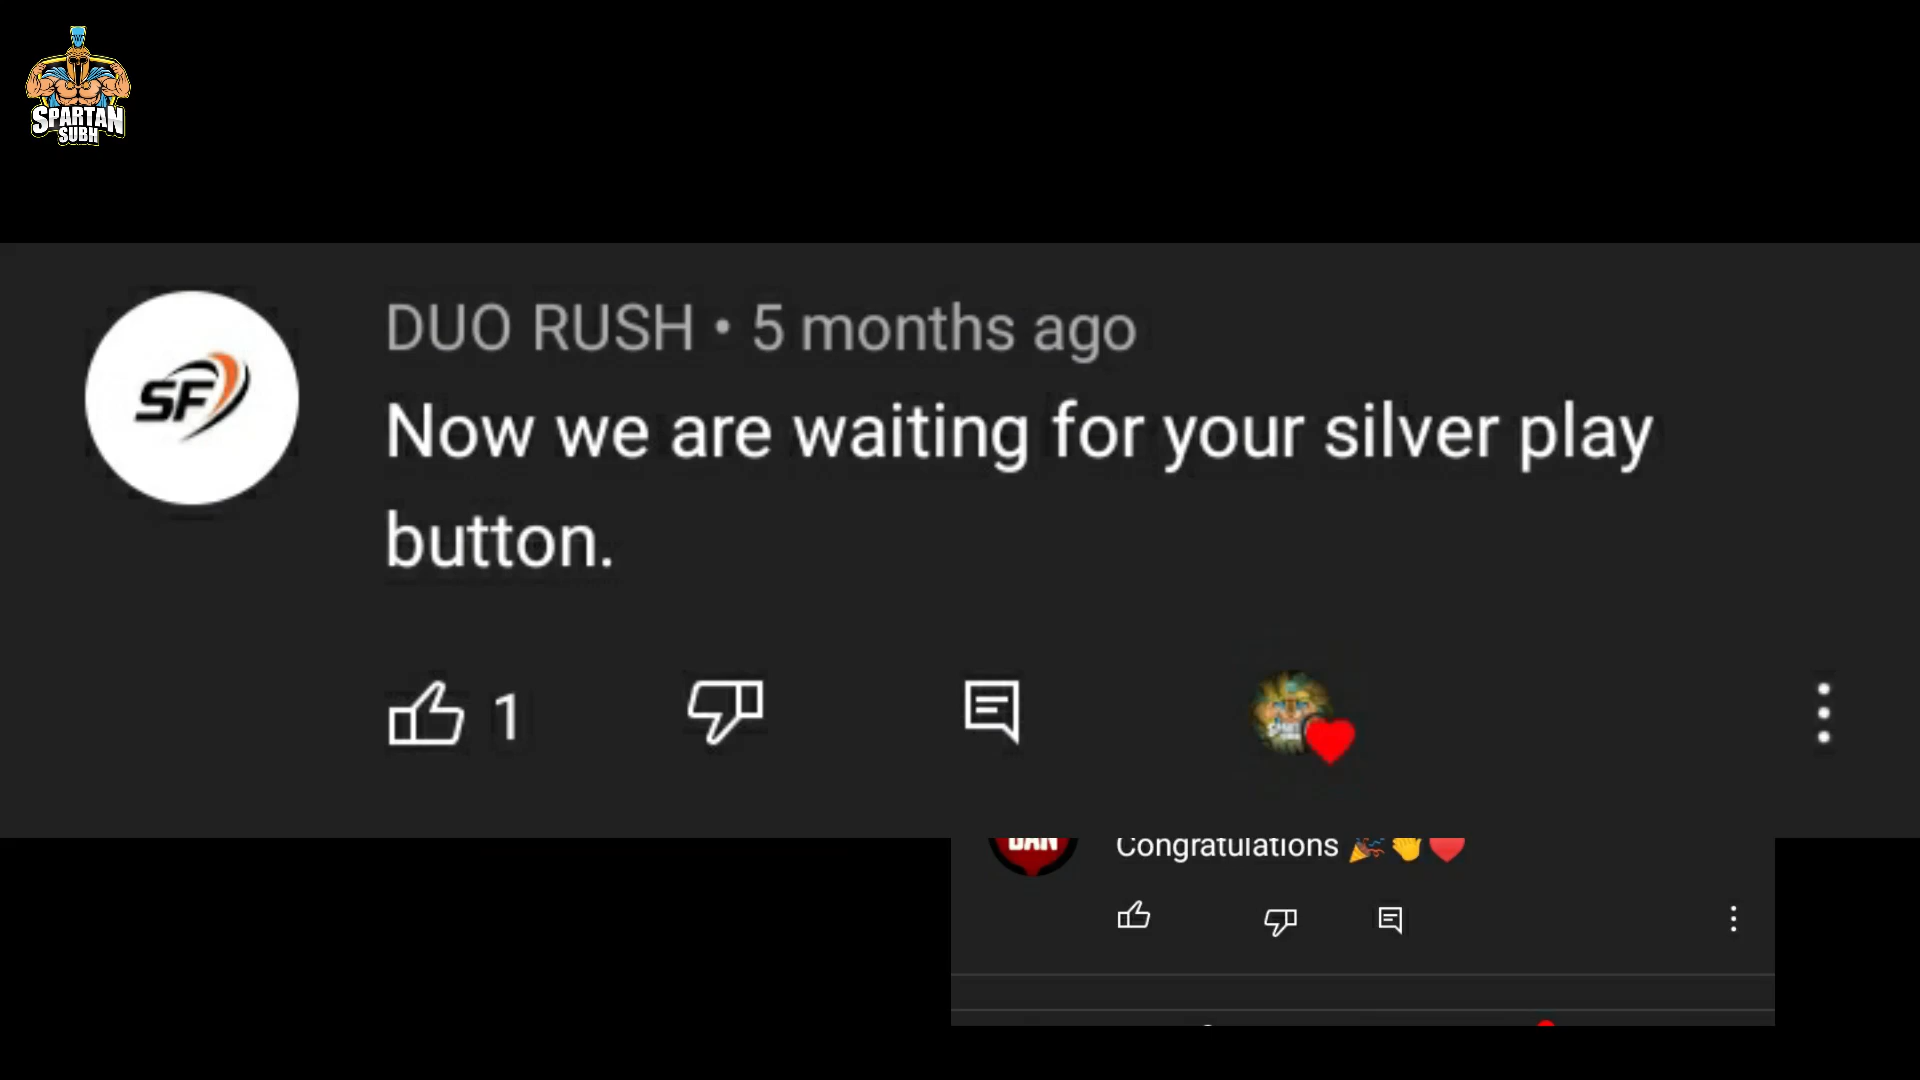 SPARTAN
SUBH
SF
DUO RUSH • 5 months ago
Now we are waiting for your silver play
button.
1
DAN
Congratulations 🎉👏❤️